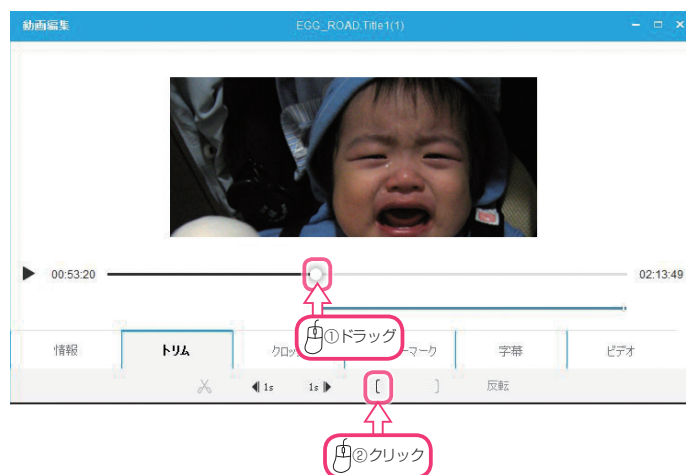 動画編集 EGG_ROAD.Title1(1)
00:53:20 02:13:49
①ドラッグ
情報 トリム クロッ ーマーク 字幕 ビデオ
1s 1s [ ] 反転
②クリック